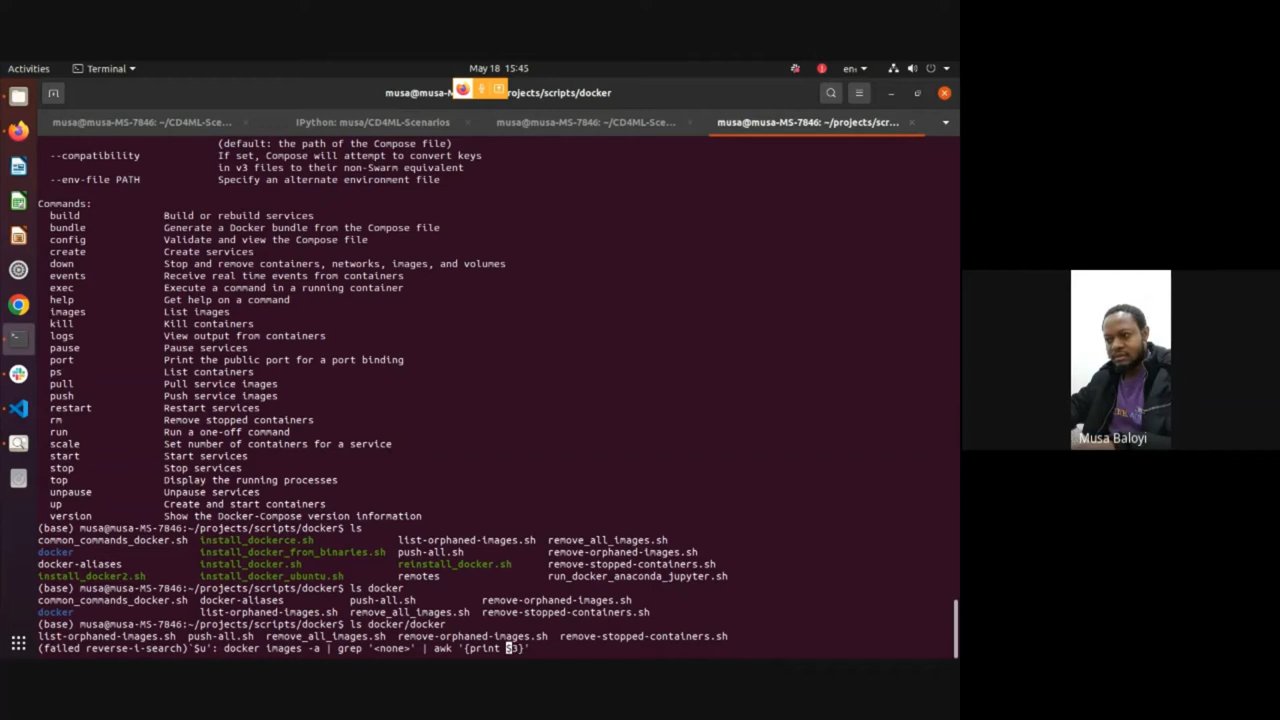 Activities
Terminal
May 18 15:45
en₁
musa@musa-M
rojects/scripts/docker
musa@musa-MS-7846: ~/CD4ML-Sce...
IPython: musa/CD4ML-Scenarios
musa@musa-MS-7846: ~/CD4ML-Sce...
musa@musa-MS-7846: ~/projects/scr...
(default: the path of the Compose file)
--compatibility If set, Compose will attempt to convert keys
in v3 files to their non-Swarm equivalent
--env-file PATH Specify an alternate environment file
Commands:
build Build or rebuild services
bundle Generate a Docker bundle from the Compose file
config Validate and view the Compose file
create Create services
down Stop and remove containers, networks, images, and volumes
events Receive real time events from containers
exec Execute a command in a running container
help Get help on a command
images List images
kill Kill containers
logs View output from containers
pause Pause services
port Print the public port for a port binding
ps List containers
pull Pull service images
push Push service images
restart Restart services
rm Remove stopped containers
run Run a one-off command
scale Set number of containers for a service
start Start services
stop Stop services
top Display the running processes
unpause Unpause services
up Create and start containers
version Show the Docker-Compose version information
(base) musa@musa-MS-7846:~/projects/scripts/docker$ ls
common_commands_docker.sh install_dockerce.sh list-orphaned-images.sh remove_all_images.sh
docker install_docker_from_binaries.sh push-all.sh remove-orphaned-images.sh
docker-aliases install_docker.sh reinstall_docker.sh remove-stopped-containers.sh
install_docker2.sh install_docker_ubuntu.sh remotes run_docker_anaconda_jupyter.sh
(base) musa@musa-MS-7846:~/projects/scripts/docker$ ls docker
common_commands_docker.sh docker-aliases push-all.sh remove-orphaned-images.sh
docker list-orphaned-images.sh remove_all_images.sh remove-stopped-containers.sh
(base) musa@musa-MS-7846:~/projects/scripts/docker$ ls docker/docker
list-orphaned-images.sh push-all.sh remove_all_images.sh remove-orphaned-images.sh remove-stopped-containers.sh
(failed reverse-i-search)`$u': docker images -a | grep '<none>' | awk '{print $3}'
Musa Baloyi